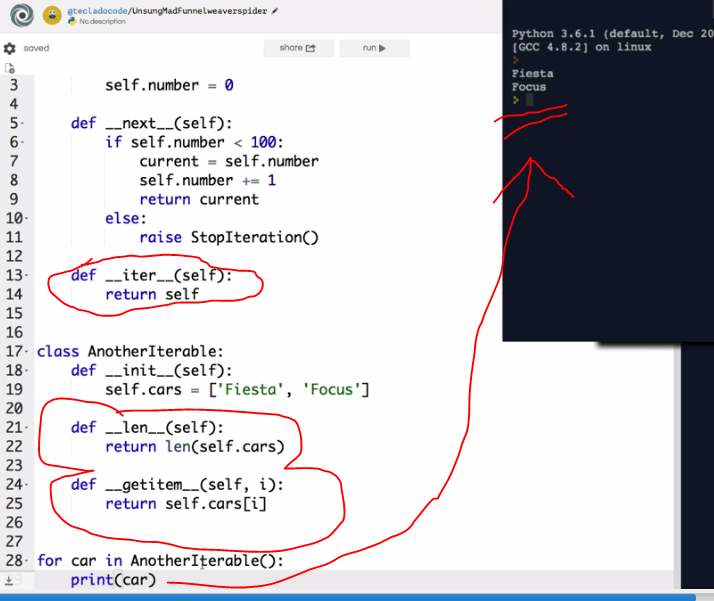 @tecladocode/UnsungMadFunnelweaverspider
No description
saved
share
run
3 self.number = 0
4
5 def __next__(self):
6 if self.number < 100:
7 current = self.number
8 self.number += 1
9 return current
10 else:
11 raise StopIteration()
12
13 def __iter__(self):
14 return self
15
16
17 class AnotherIterable:
18 def __init__(self):
19 self.cars = ['Fiesta', 'Focus']
20
21 def __len__(self):
22 return len(self.cars)
23
24 def __getitem__(self, i):
25 return self.cars[i]
26
27
28 for car in AnotherIterable():
print(car)
Python 3.6.1 (default, Dec 20
[GCC 4.8.2] on linux
>
Fiesta
Focus
>